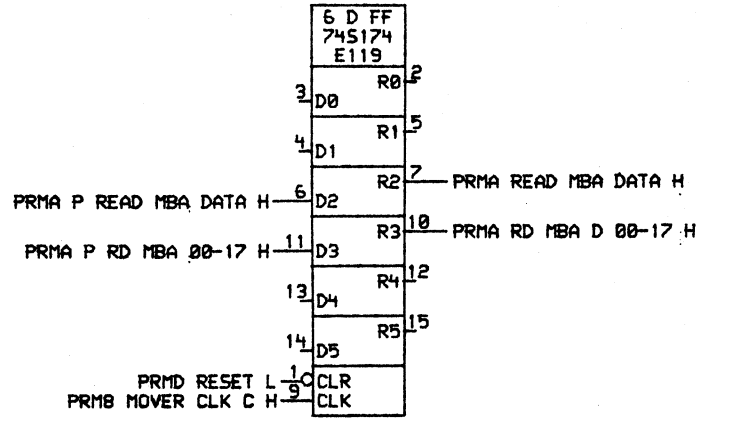 6 D FF
74S174
E119
R0 2
3 D0
R1 5
4 D1
R2 7 PRMA READ MBA DATA H
PRMA P READ MBA DATA H 6 D2
R3 10 PRMA RD MBA D 00-17 H
PRMA P RD MBA 00-17 H 11 D3
R4 12
13 D4
R5 15
14 D5
PRMD RESET L 1 CLR
PRMB MOVER CLK C H 9 CLK